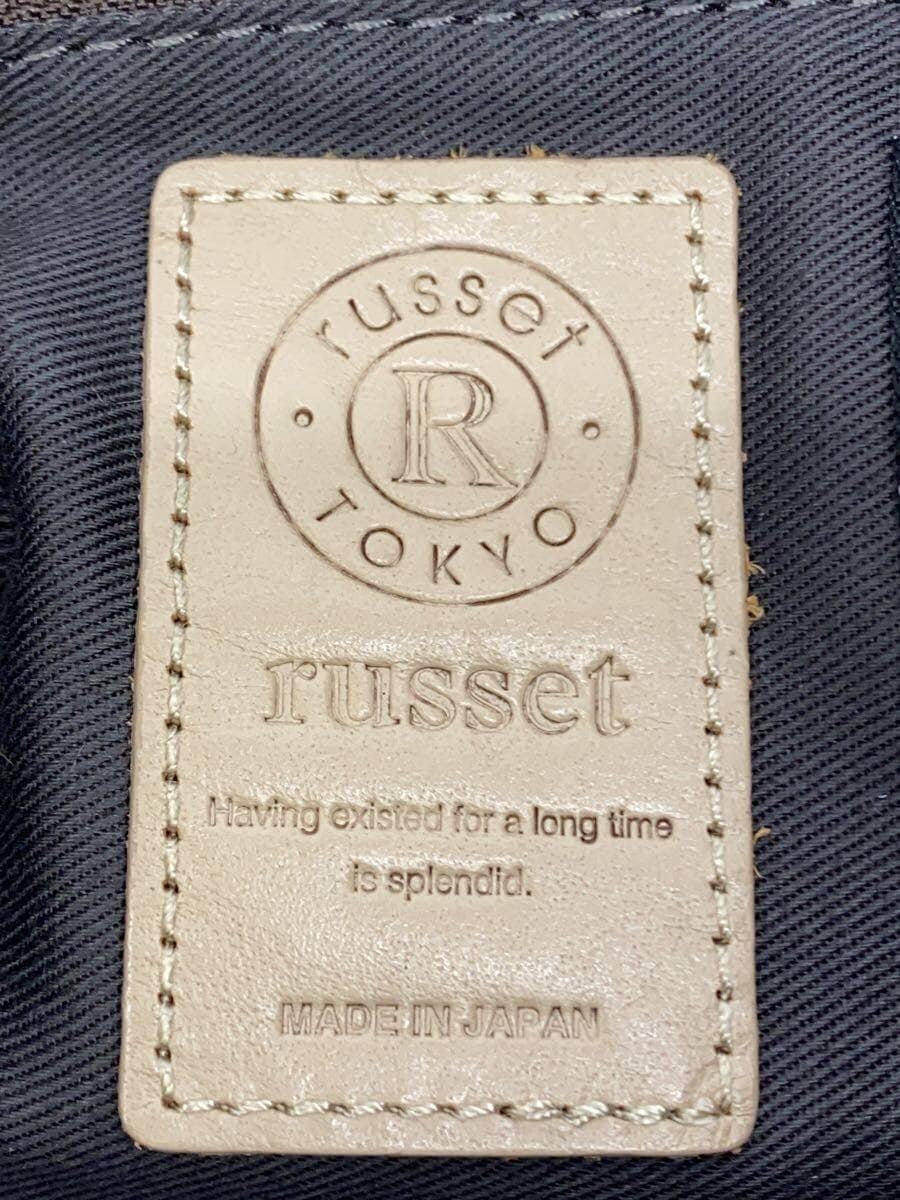 russet
R
TOKYO
russet
Having existed for a long time
is splendid.
MADE IN JAPAN